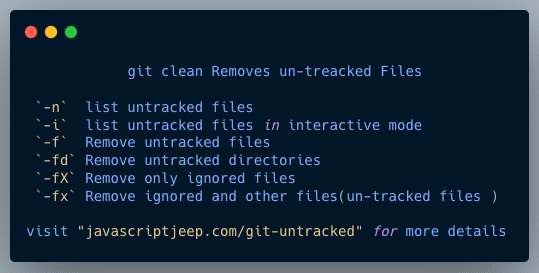 git clean Removes un-treacked Files
`-n` list untracked files
`-i` list untracked files in interactive mode
`-f` Remove untracked files
`-fd` Remove untracked directories
`-fX` Remove only ignored files
`-fx` Remove ignored and other files(un-tracked files )
visit "javascriptjeep.com/git-untracked" for more details